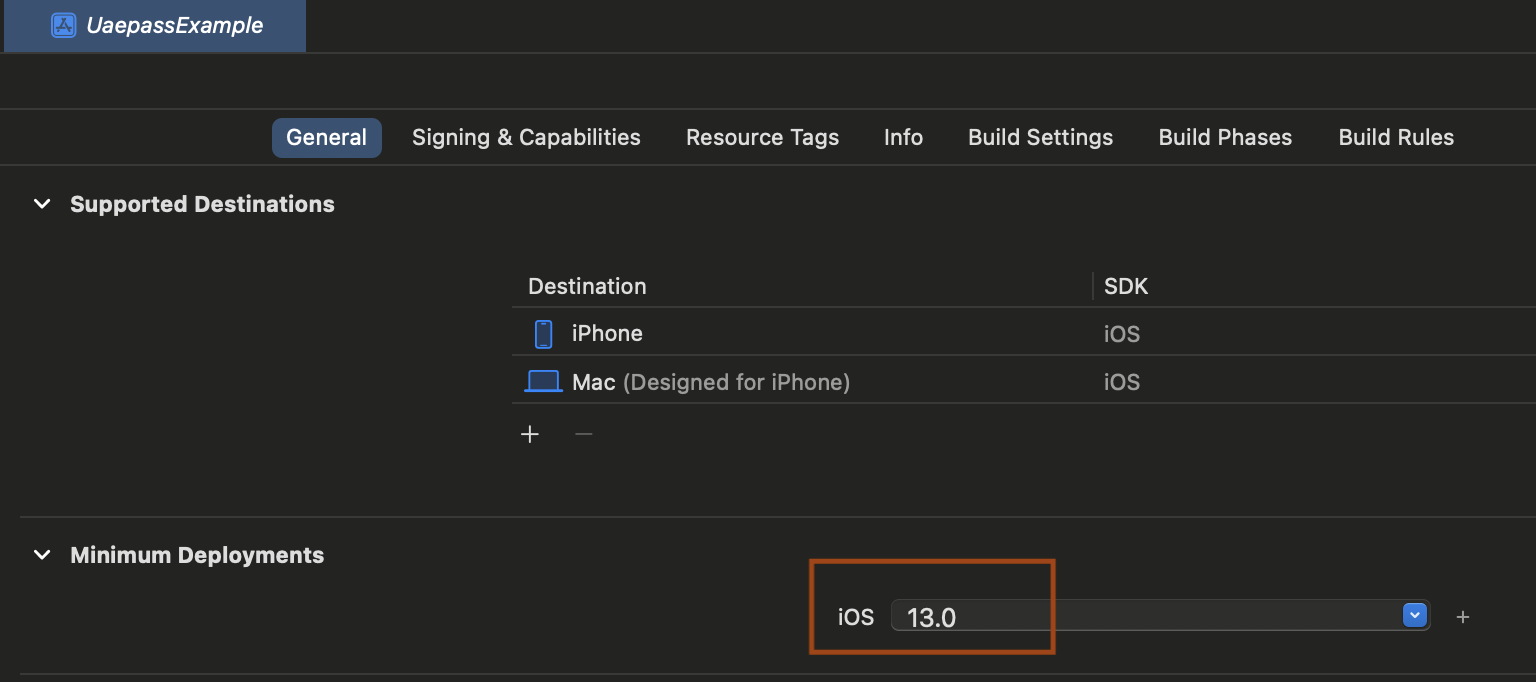 UaepassExample
General Signing & Capabilities Resource Tags Info Build Settings Build Phases Build Rules
Supported Destinations
Destination SDK
iPhone iOS
Mac (Designed for iPhone) iOS
Minimum Deployments
iOS 13.0